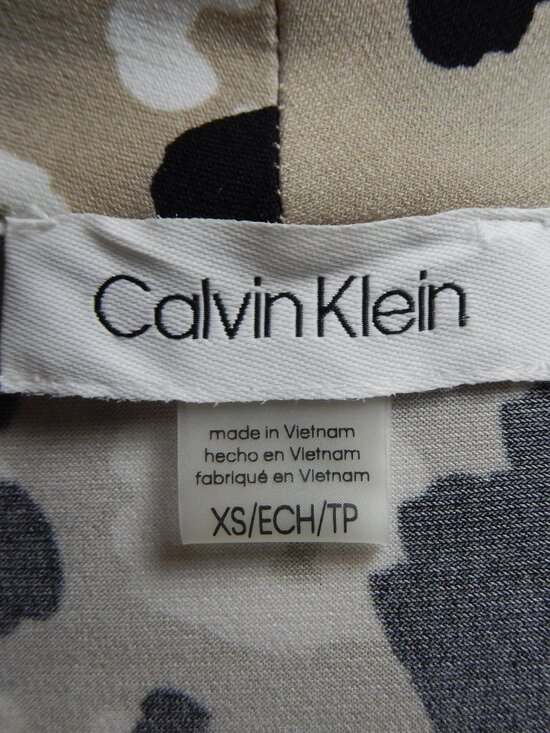 Calvin Klein
made in Vietnam
hecho en Vietnam
fabriqué en Vietnam
XS/ECH/TP